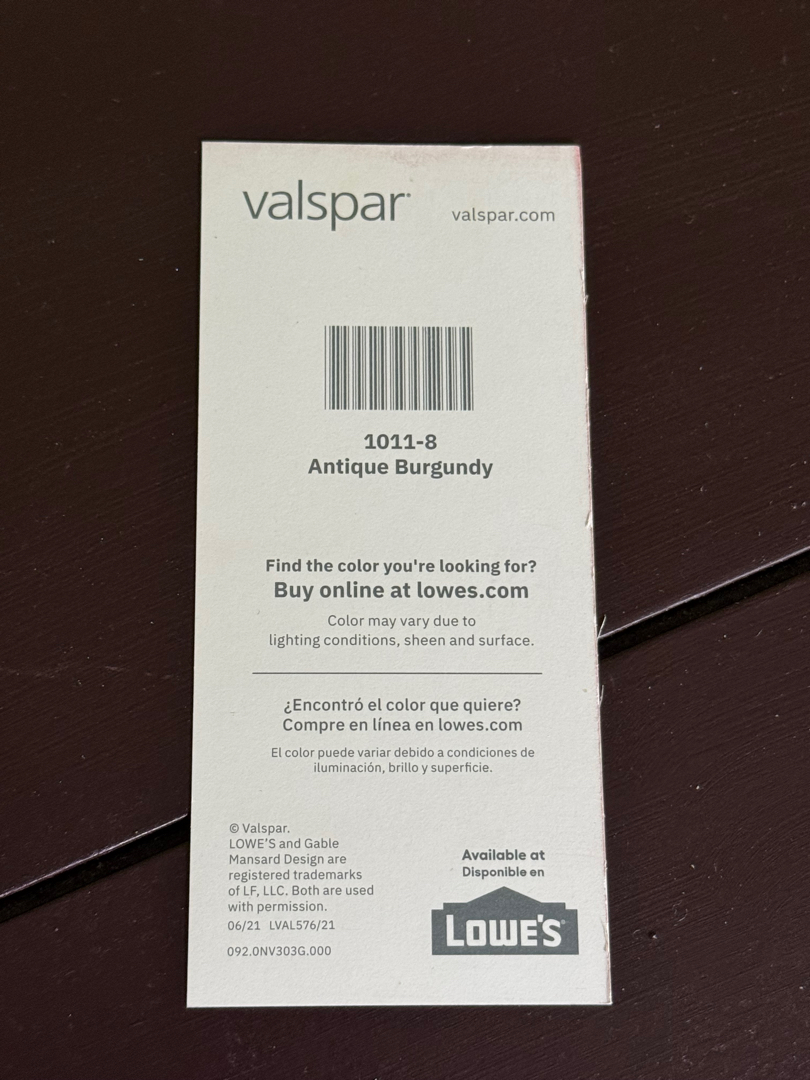 valspar
valspar.com
1011-8
Antique Burgundy
Find the color you're looking for?
Buy online at lowes.com
Color may vary due to
lighting conditions, sheen and surface.
¿Encontró el color que quiere?
Compre en línea en lowes.com
El color puede variar debido a condiciones de
iluminación, brillo y superficie.
© Valspar.
LOWE'S and Gable
Mansard Design are
registered trademarks
of LF, LLC. Both are used
with permission.
06/21 LVAL576/21
092.0NV303G.000
Available at
Disponible en
LOWE'S